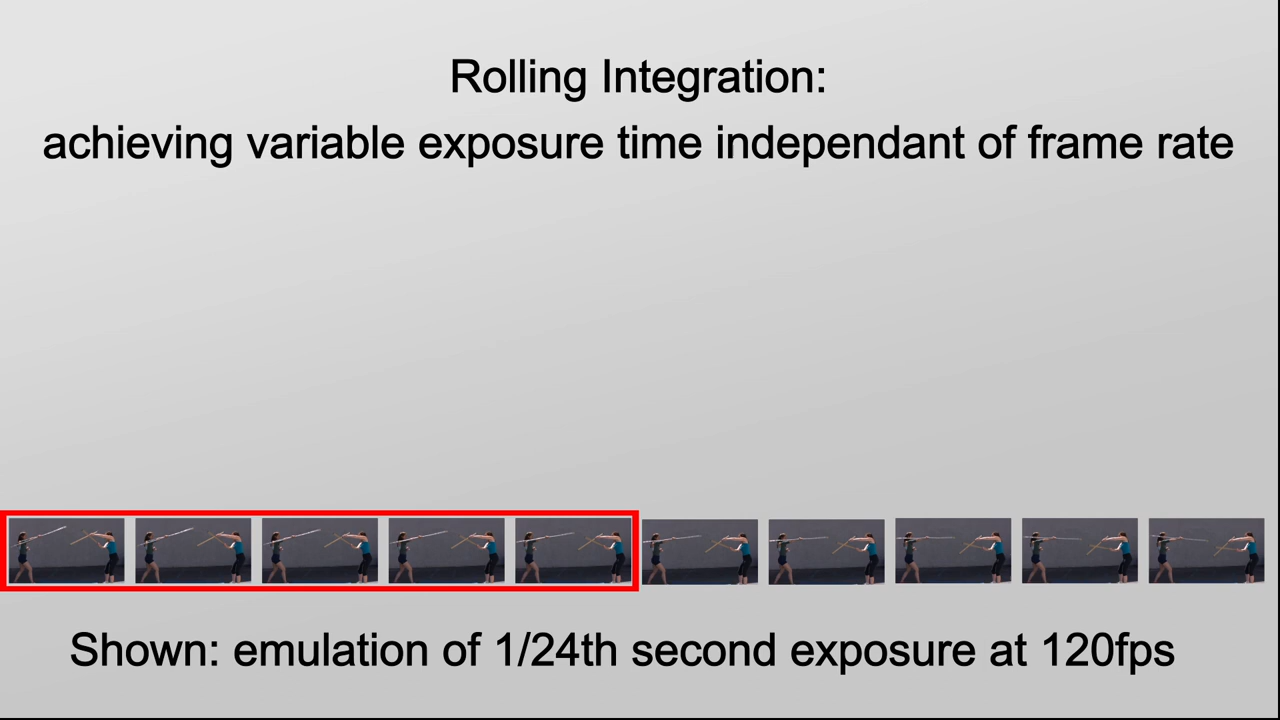 Rolling Integration:
achieving variable exposure time independant of frame rate
Shown: emulation of 1/24th second exposure at 120fps